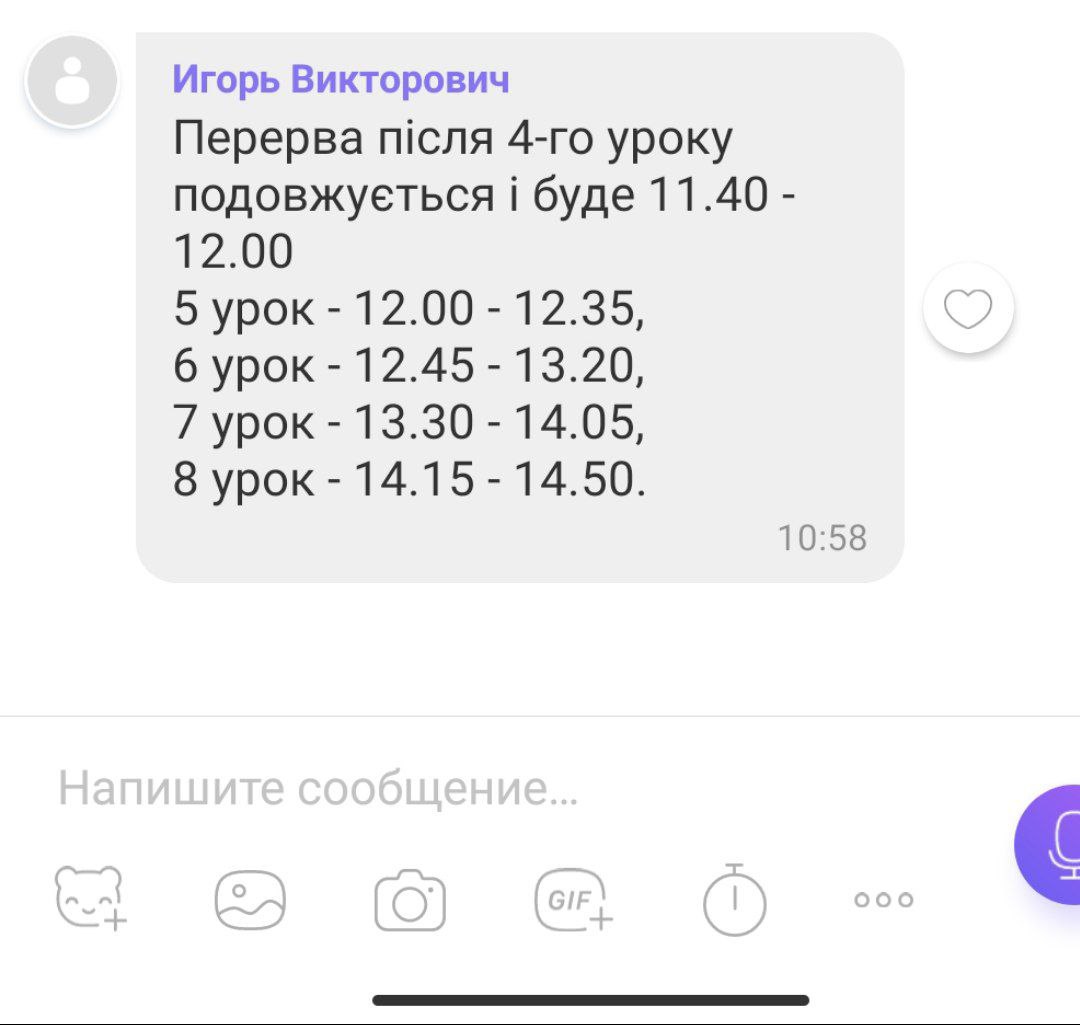 Игорь Викторович
Перерва після 4-го уроку
подовжується і буде 11.40 -
12.00
5 урок - 12.00 - 12.35,
6 урок - 12.45 - 13.20,
7 урок - 13.30 - 14.05,
8 урок - 14.15 - 14.50.
10:58
Напишите сообщение...
GIF